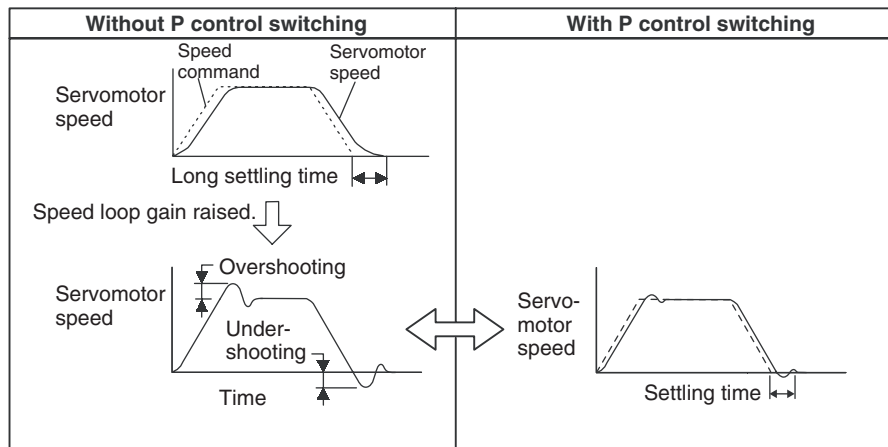 Without P control switching
With P control switching
Speed
command
Servomotor
speed
Servomotor
speed
Long settling time
Speed loop gain raised.
Overshooting
Servomotor
speed
Under-
shooting
Time
Servo-
motor
speed
Settling time